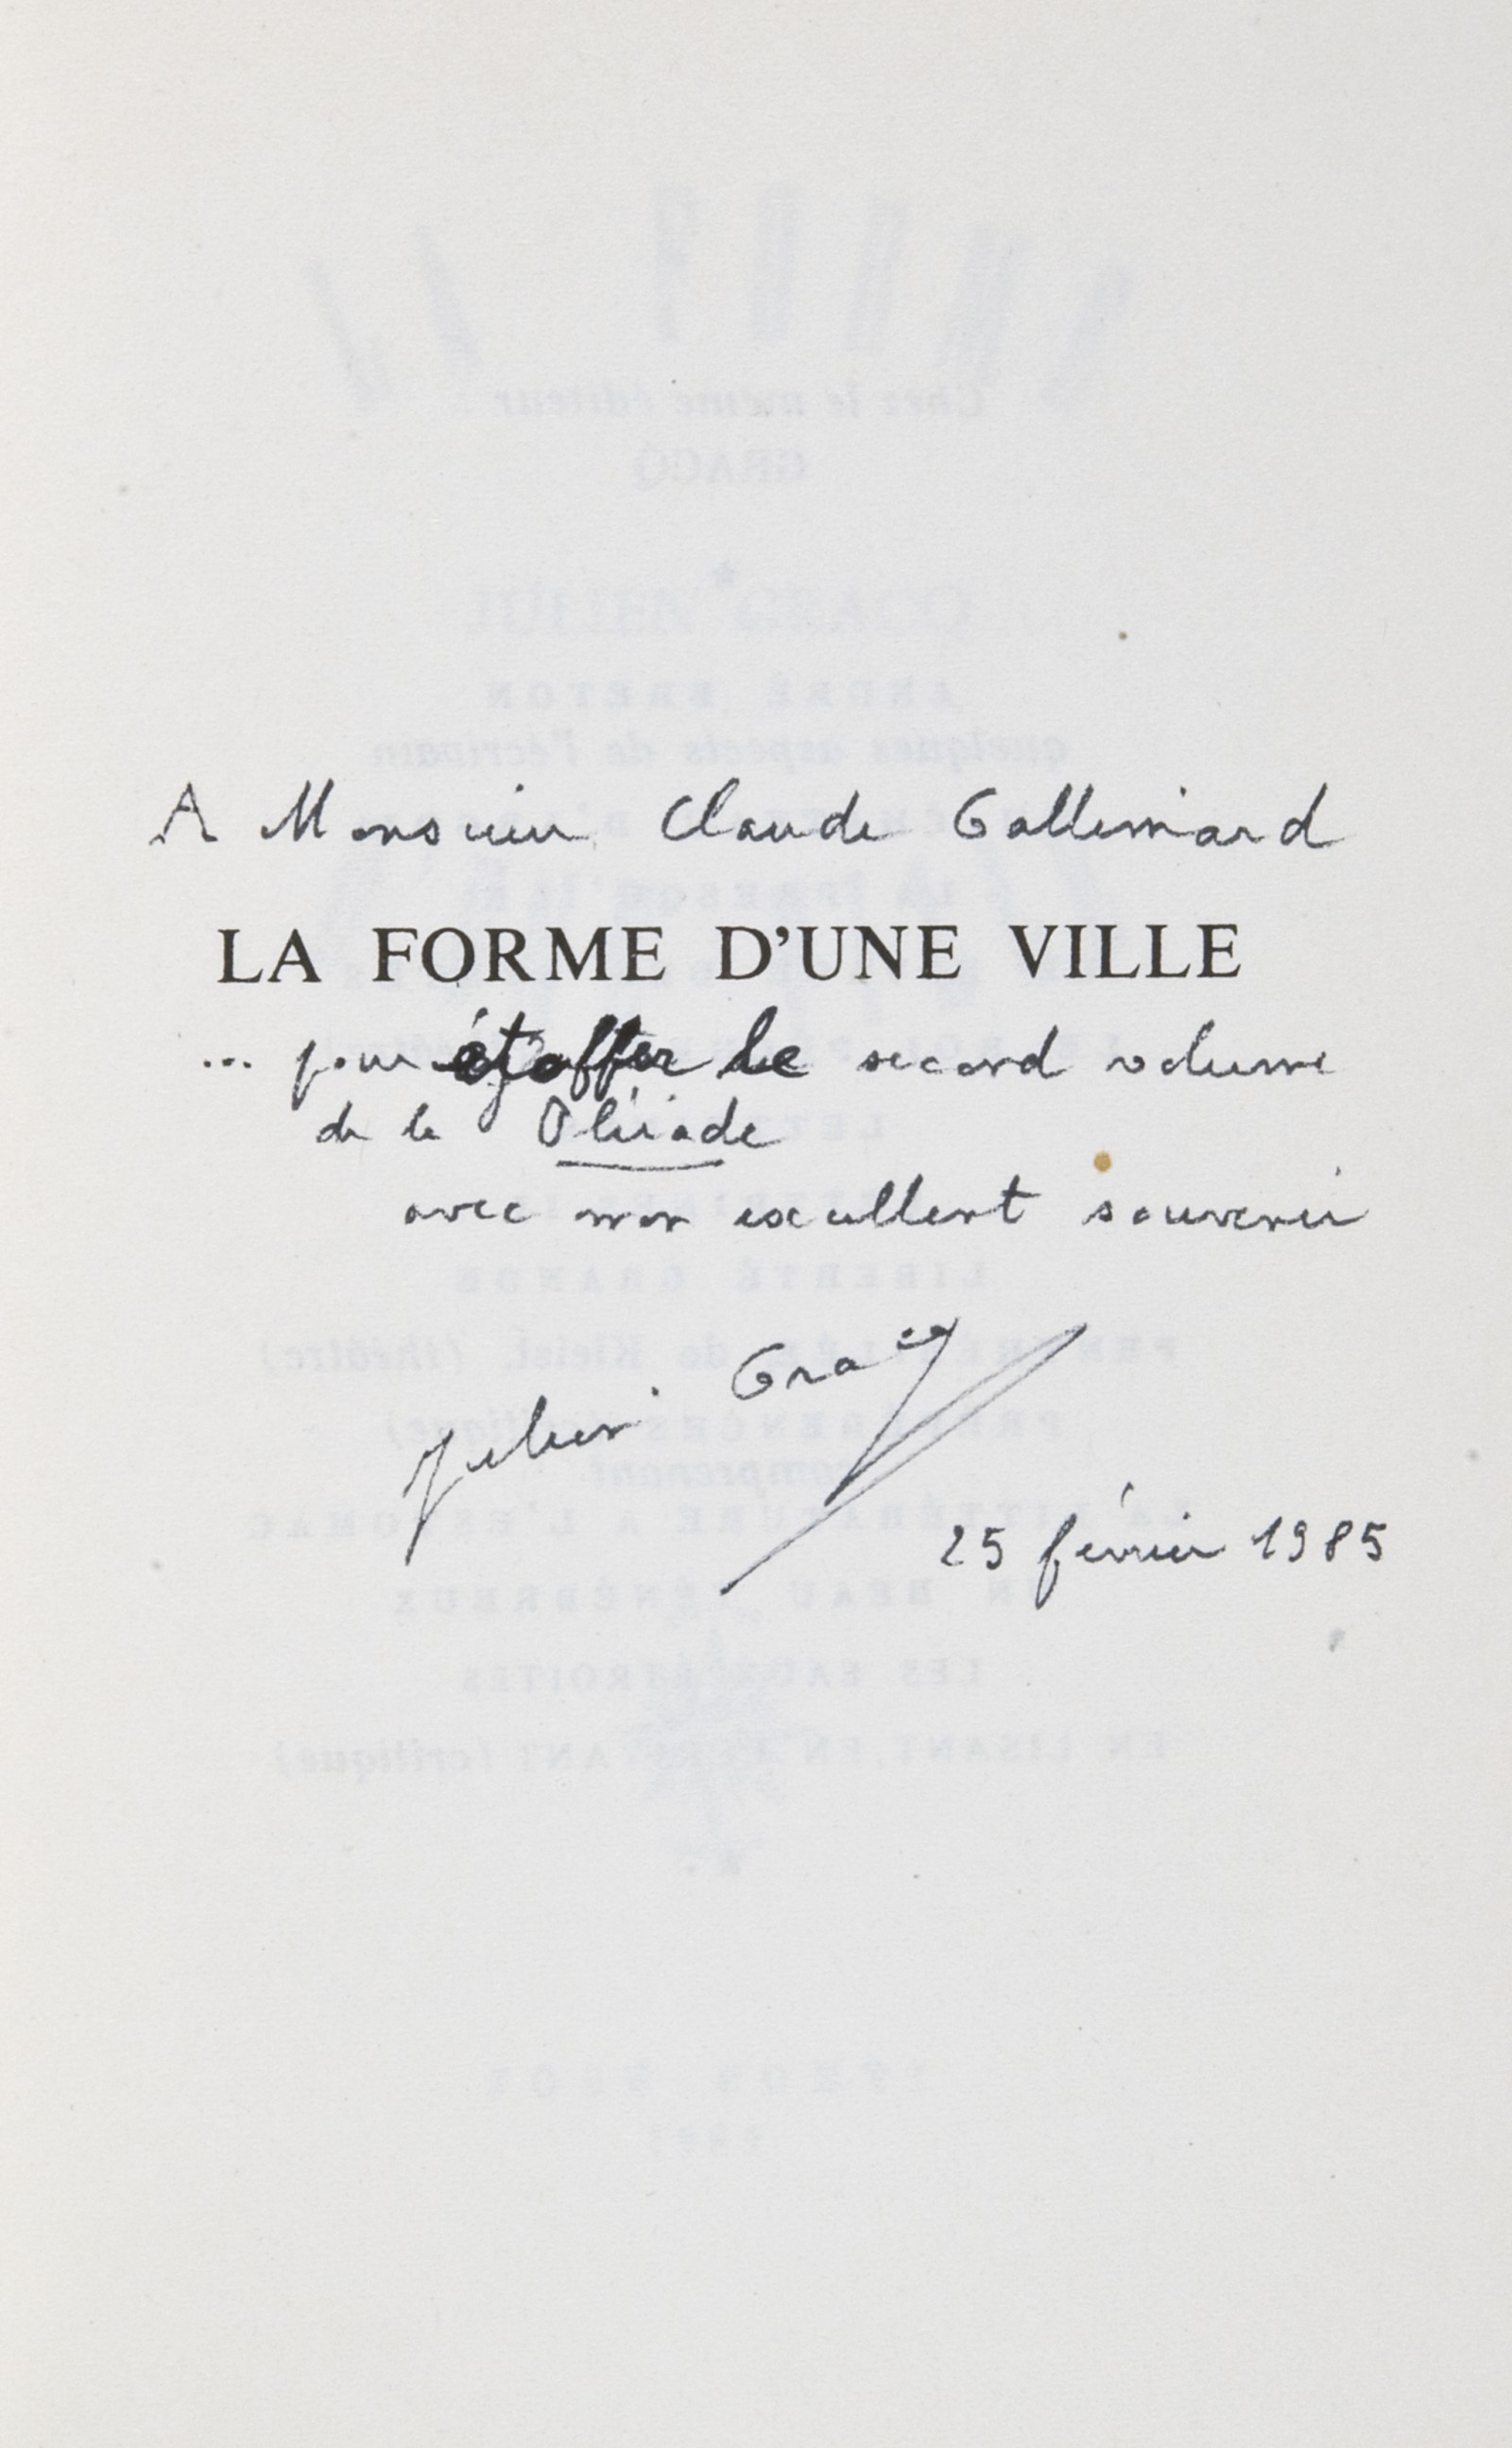 A Monsieur Claude Gallimard
LA FORME D'UNE VILLE
... pour étoffer le second volume
de la Pléiade
avec mon excellent souvenir
Julien Gracq
25 février 1985